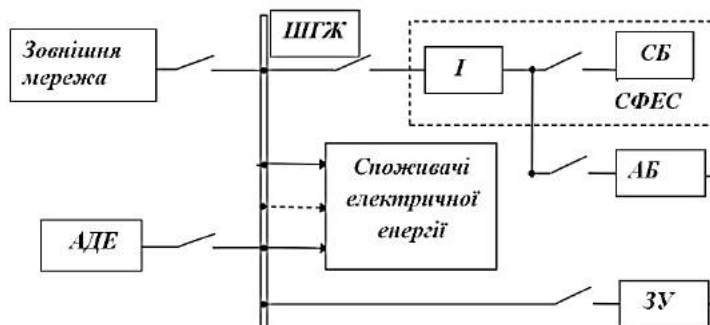 Зовнішня
мережа
ШГЖ
І
СБ
СФЕС
Споживачі
електричної
енергії
АБ
АДЕ
ЗУ